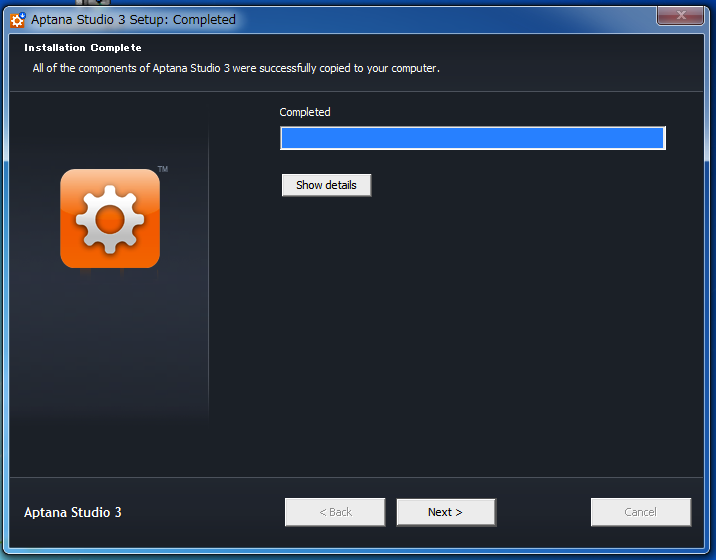 Aptana Studio 3 Setup: Completed
Installation Complete
All of the components of Aptana Studio 3 were successfully copied to your computer.
Completed
Show details
TM
Aptana Studio 3
< Back
Next >
Cancel